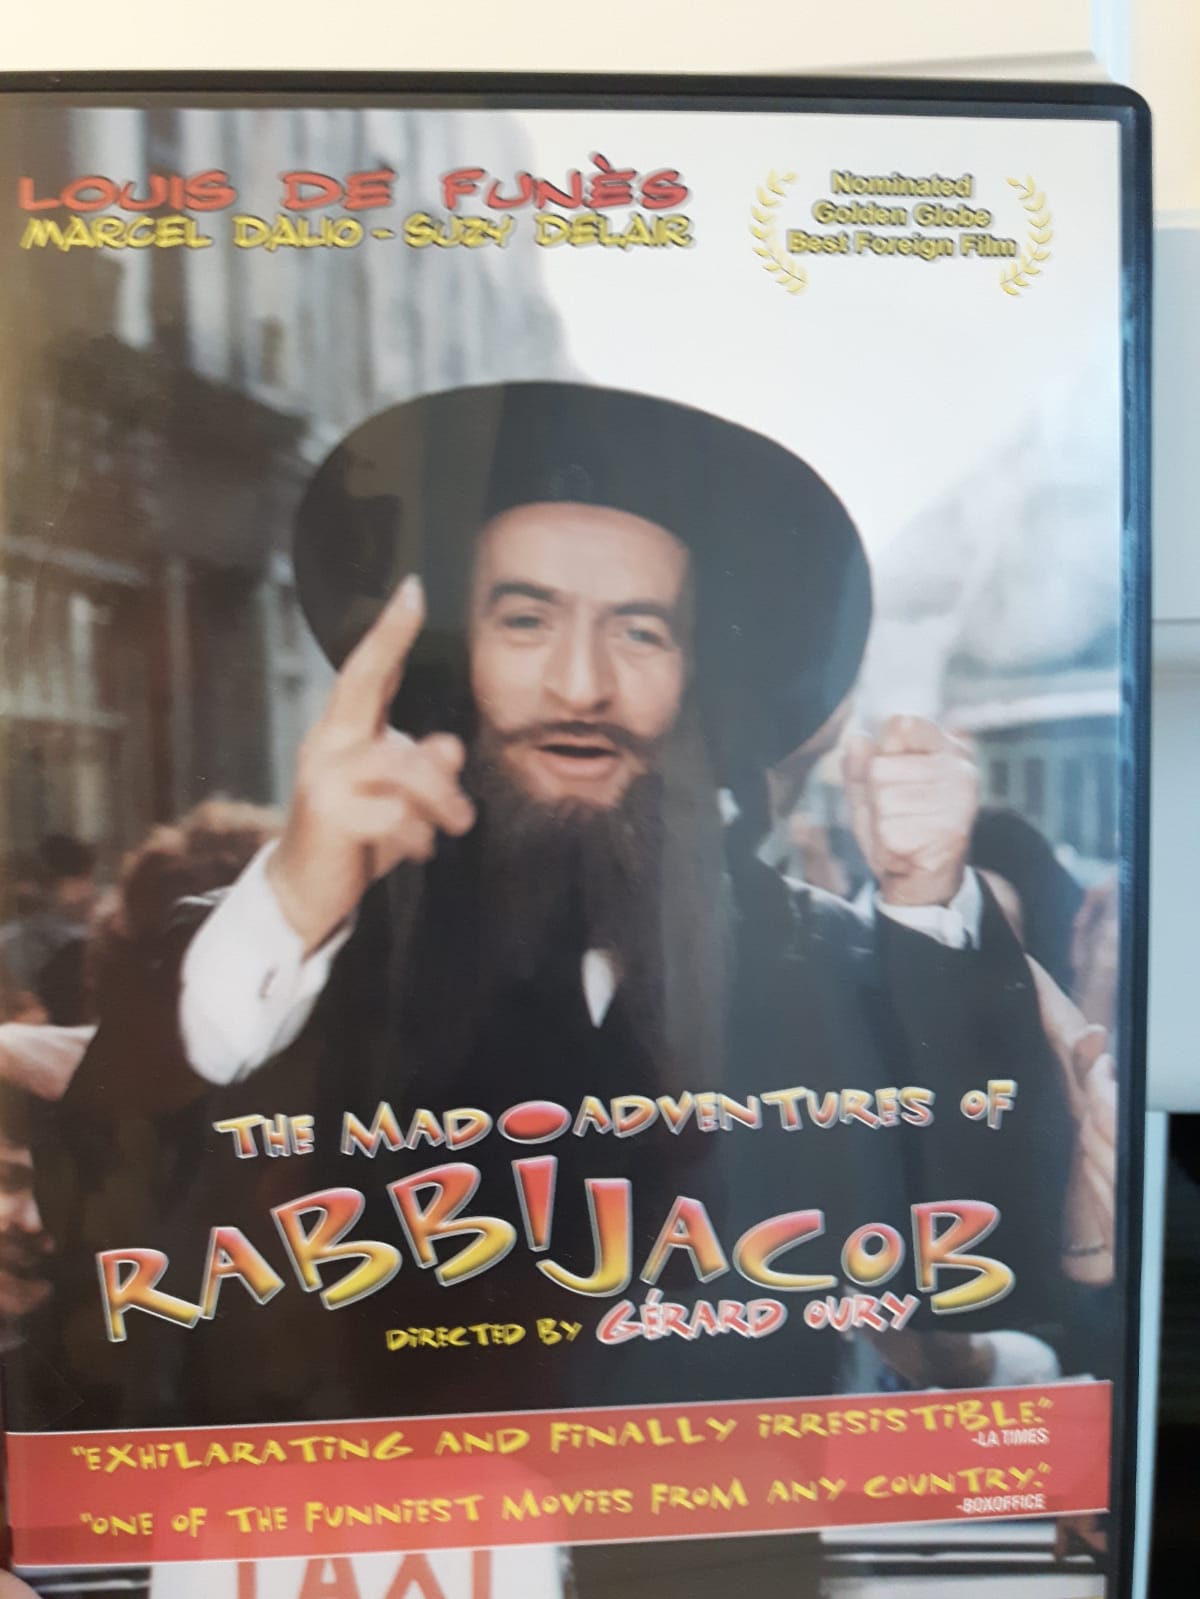 LOUIS DE FUNÈS
MARCEL DALIO - SUZY DELAIR
Nominated
Golden Globe
Best Foreign Film
THE MAD ADVENTURES OF
RABBI JACOB
DIRECTED BY GÉRARD OURY
"EXHILARATING AND FINALLY IRRESISTIBLE."
-LA TIMES
"ONE OF THE FUNNIEST MOVIES FROM ANY COUNTRY."
-BOXOFFICE
TAXI